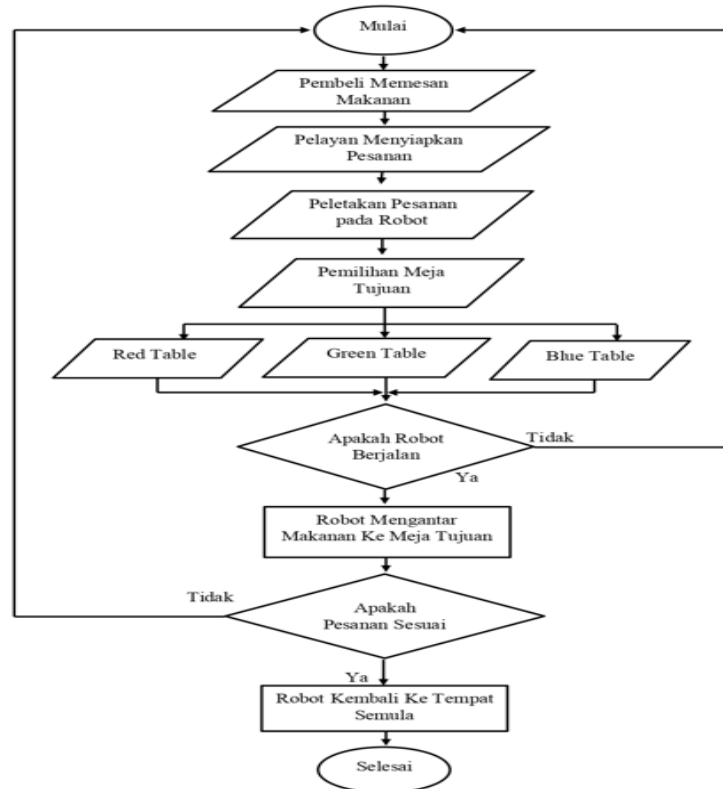 Mulai
Pembeli Memesan
Makanan
Pelayan Menyiapkan
Pesanan
Peletakan Pesanan
pada Robot
Pemilihan Meja
Tujuan
Red Table
Green Table
Blue Table
Apakah Robot
Berjalan
Tidak
Ya
Robot Mengantar
Makanan Ke Meja Tujuan
Tidak
Apakah
Pesanan Sesuai
Ya
Robot Kembali Ke Tempat
Semula
Selesai